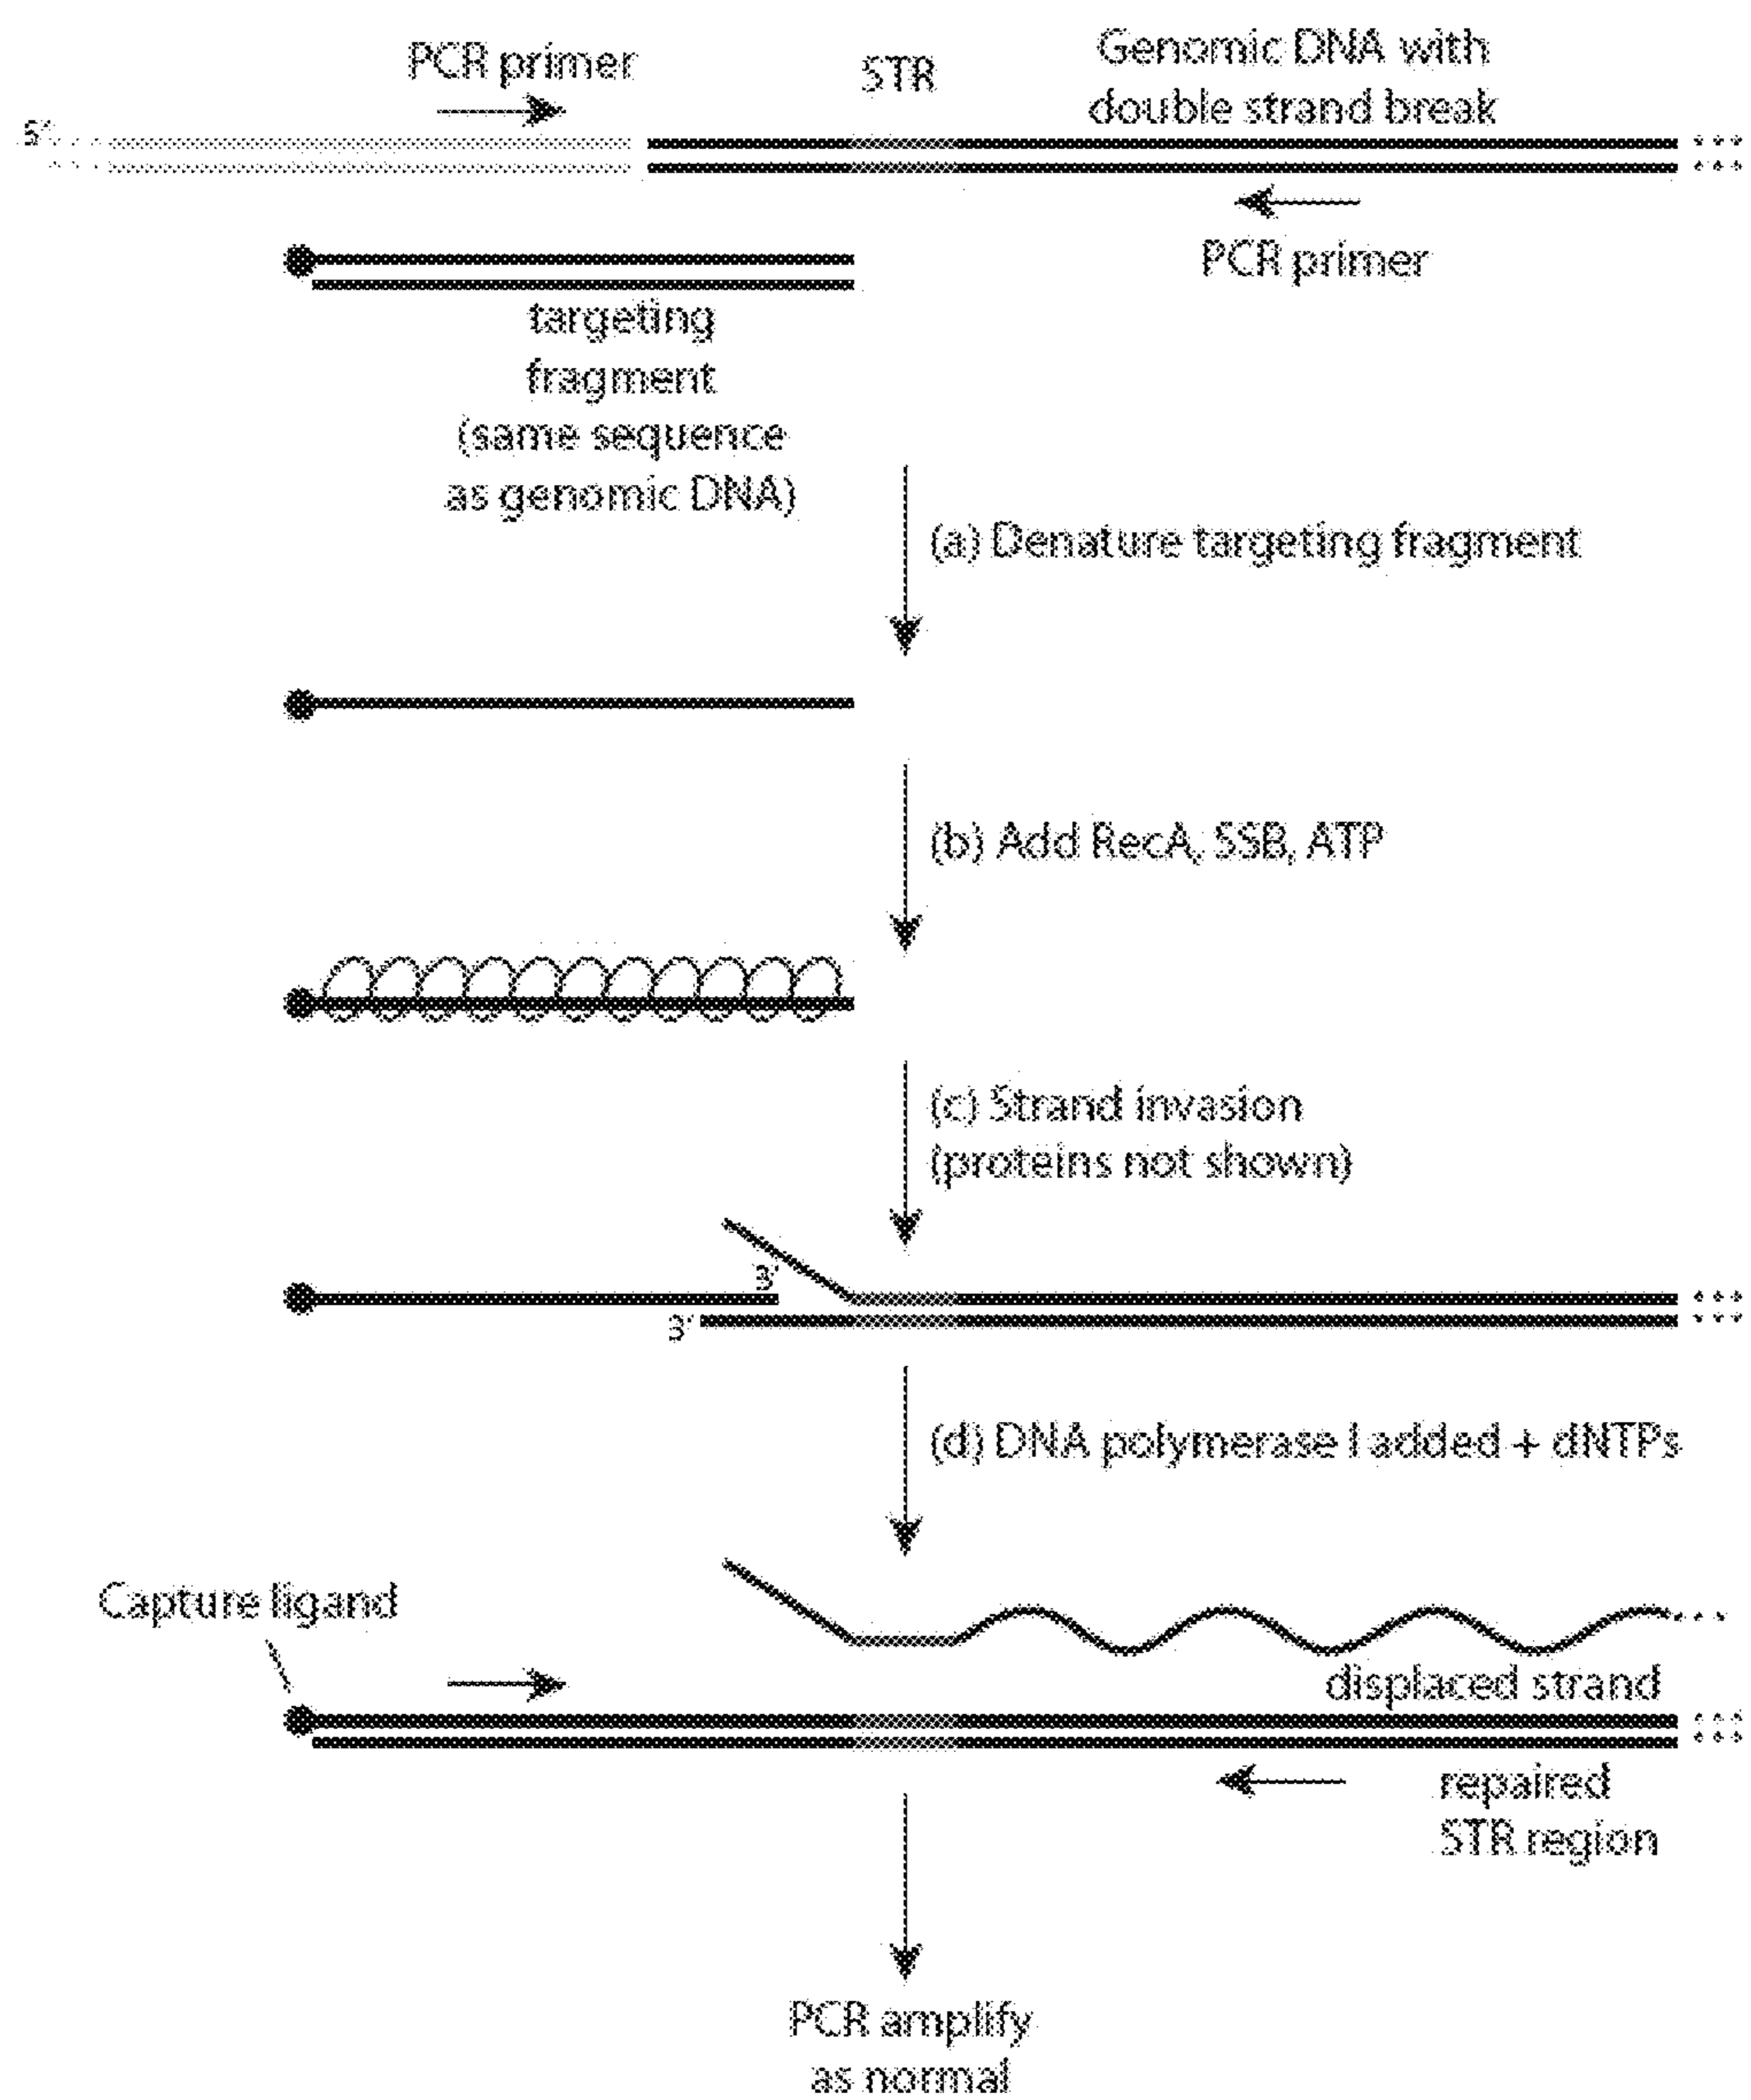 PCR primer
STR
Genomic DNA with
double strand break
5'
PCR primer
targeting
fragment
(same sequence
as genomic DNA)
(a) Denature targeting fragment
(b) Add RecA, SSB, ATP
(c) Strand invasion
(proteins not shown)
3'
3'
(d) DNA polymerase I added + dNTPs
Capture ligand
displaced strand
repaired
STR region
PCR amplify
as normal